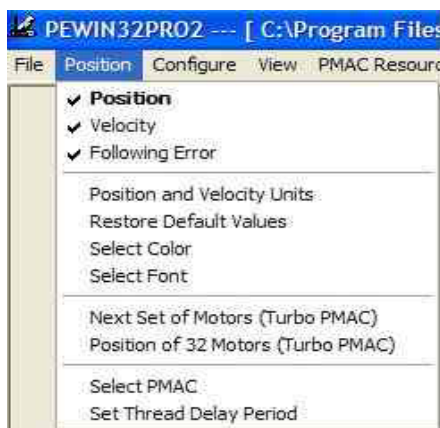 PEWIN32PRO2 --- [ C:\Program Files
File Position Configure View PMAC Resourc
Position
Velocity
Following Error
Position and Velocity Units
Restore Default Values
Select Color
Select Font
Next Set of Motors (Turbo PMAC)
Position of 32 Motors (Turbo PMAC)
Select PMAC
Set Thread Delay Period